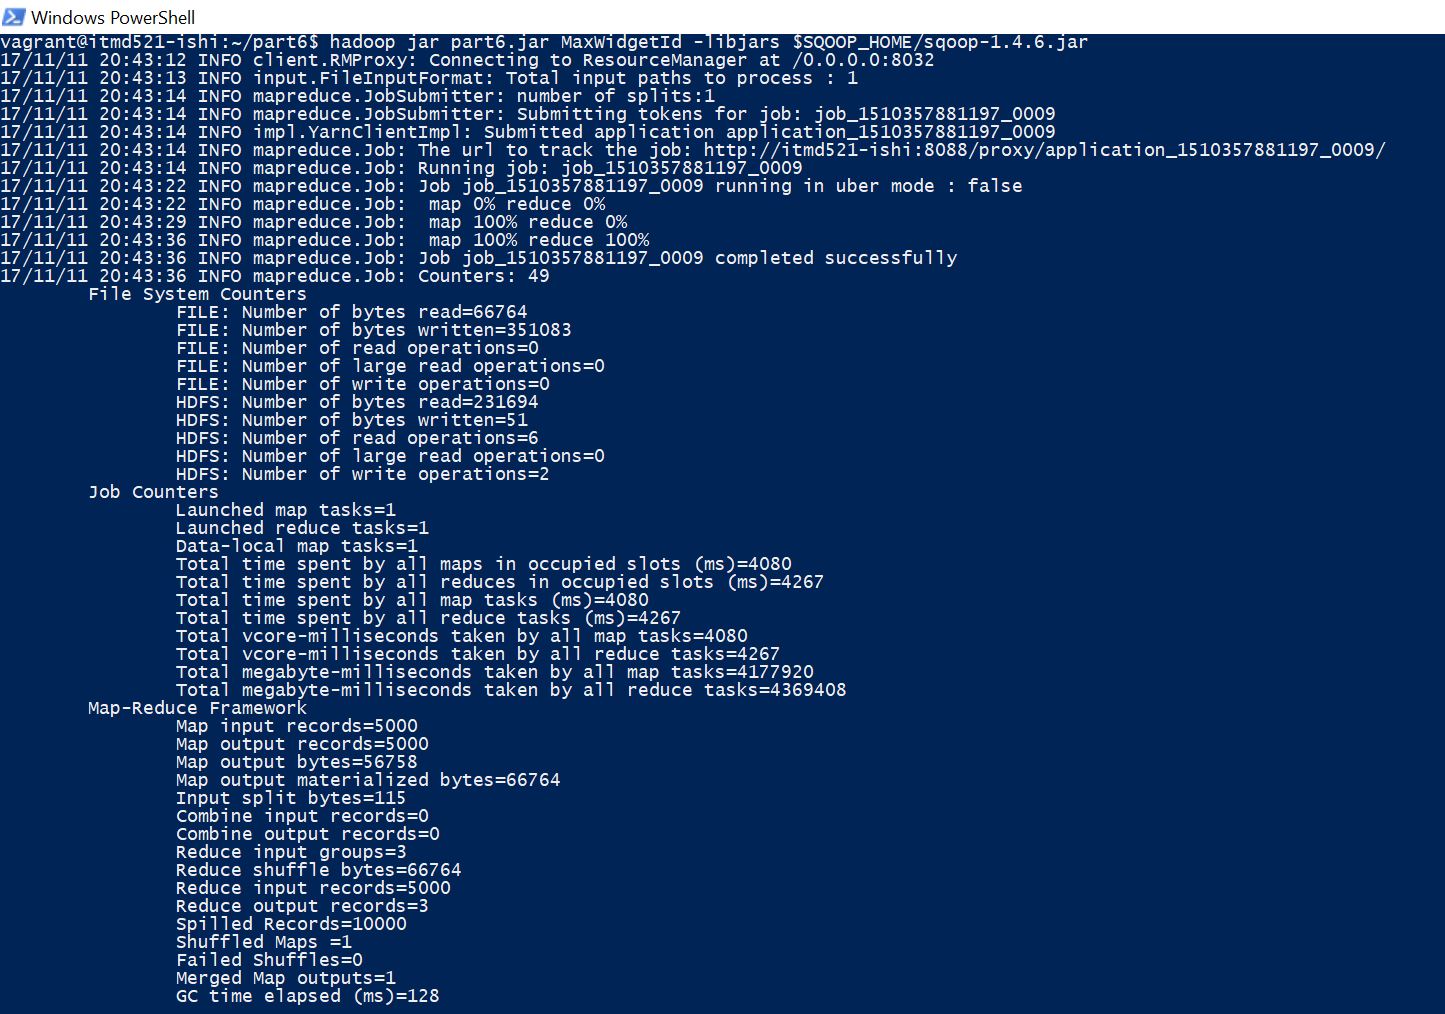 Windows PowerShell
vagrant@itmd521-ishi:~/part6$ hadoop jar part6.jar MaxWidgetId -libjars $SQOOP_HOME/sqoop-1.4.6.jar
17/11/11 20:43:12 INFO client.RMProxy: Connecting to ResourceManager at /0.0.0.0:8032
17/11/11 20:43:13 INFO input.FileInputFormat: Total input paths to process : 1
17/11/11 20:43:14 INFO mapreduce.JobSubmitter: number of splits:1
17/11/11 20:43:14 INFO mapreduce.JobSubmitter: Submitting tokens for job: job_1510357881197_0009
17/11/11 20:43:14 INFO impl.YarnClientImpl: Submitted application application_1510357881197_0009
17/11/11 20:43:14 INFO mapreduce.Job: The url to track the job: http://itmd521-ishi:8088/proxy/application_1510357881197_0009/
17/11/11 20:43:14 INFO mapreduce.Job: Running job: job_1510357881197_0009
17/11/11 20:43:22 INFO mapreduce.Job: Job job_1510357881197_0009 running in uber mode : false
17/11/11 20:43:22 INFO mapreduce.Job:  map 0% reduce 0%
17/11/11 20:43:29 INFO mapreduce.Job:  map 100% reduce 0%
17/11/11 20:43:36 INFO mapreduce.Job:  map 100% reduce 100%
17/11/11 20:43:36 INFO mapreduce.Job: Job job_1510357881197_0009 completed successfully
17/11/11 20:43:36 INFO mapreduce.Job: Counters: 49
File System Counters
FILE: Number of bytes read=66764
FILE: Number of bytes written=351083
FILE: Number of read operations=0
FILE: Number of large read operations=0
FILE: Number of write operations=0
HDFS: Number of bytes read=231694
HDFS: Number of bytes written=51
HDFS: Number of read operations=6
HDFS: Number of large read operations=0
HDFS: Number of write operations=2
Job Counters
Launched map tasks=1
Launched reduce tasks=1
Data-local map tasks=1
Total time spent by all maps in occupied slots (ms)=4080
Total time spent by all reduces in occupied slots (ms)=4267
Total time spent by all map tasks (ms)=4080
Total time spent by all reduce tasks (ms)=4267
Total vcore-milliseconds taken by all map tasks=4080
Total vcore-milliseconds taken by all reduce tasks=4267
Total megabyte-milliseconds taken by all map tasks=4177920
Total megabyte-milliseconds taken by all reduce tasks=4369408
Map-Reduce Framework
Map input records=5000
Map output records=5000
Map output bytes=56758
Map output materialized bytes=66764
Input split bytes=115
Combine input records=0
Combine output records=0
Reduce input groups=3
Reduce shuffle bytes=66764
Reduce input records=5000
Reduce output records=3
Spilled Records=10000
Shuffled Maps =1
Failed Shuffles=0
Merged Map outputs=1
GC time elapsed (ms)=128